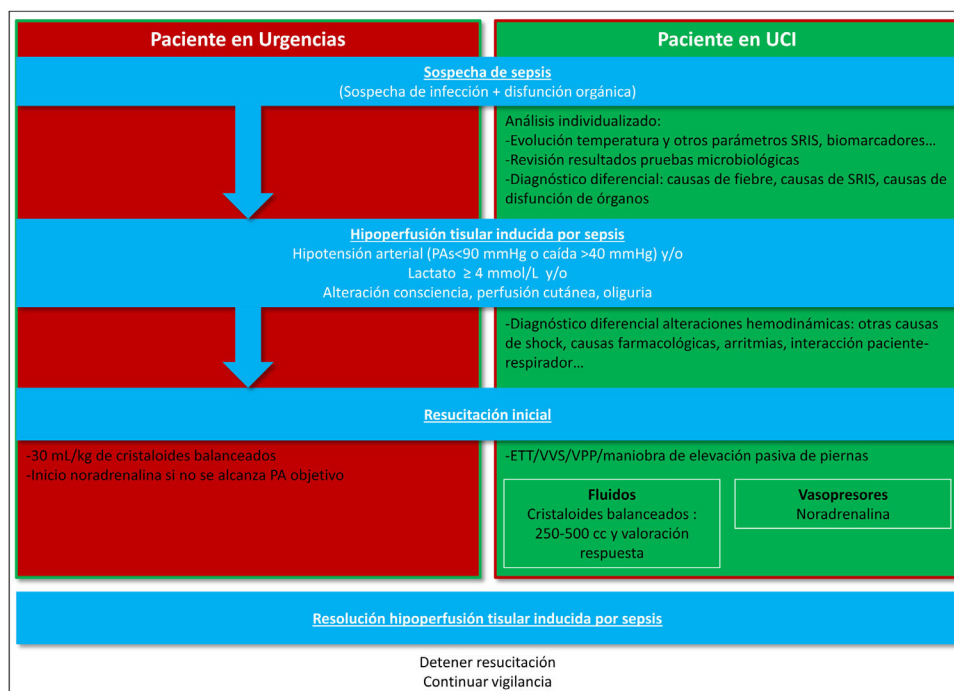 Paciente en Urgencias
Paciente en UCI
Sospecha de sepsis
(Sospecha de infección + disfunción orgánica)
Análisis individualizado:
-Evolución temperatura y otros parámetros SRIS, biomarcadores...
-Revisión resultados pruebas microbiológicas
-Diagnóstico diferencial: causas de fiebre, causas de SRIS, causas de
disfunción de órganos
Hipoperfusión tisular inducida por sepsis
Hipotensión arterial (PAs<90 mmHg o caída >40 mmHg) y/o
Lactato ≥ 4 mmol/L y/o
Alteración consciencia, perfusión cutánea, oliguria
-Diagnóstico diferencial alteraciones hemodinámicas: otras causas
de shock, causas farmacológicas, arritmias, interacción paciente-
respirador...
Resucitación inicial
-30 mL/kg de cristaloides balanceados
-Inicio noradrenalina si no se alcanza PA objetivo
-ETT/VVS/VPP/maniobra de elevación pasiva de piernas
Fluidos
Cristaloides balanceados :
250-500 cc y valoración
respuesta
Vasopresores
Noradrenalina
Resolución hipoperfusión tisular inducida por sepsis
Detener resucitación
Continuar vigilancia